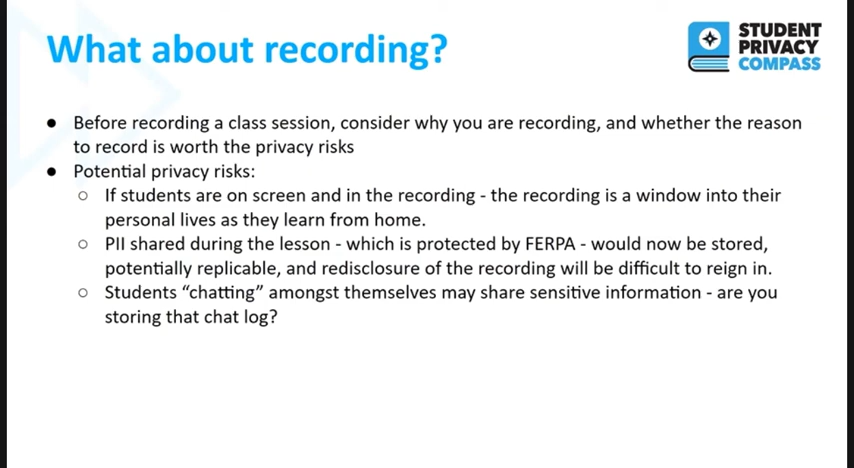 What about recording?
STUDENT
PRIVACY
COMPASS
● Before recording a class session, consider why you are recording, and whether the reason
to record is worth the privacy risks
● Potential privacy risks:
○ If students are on screen and in the recording - the recording is a window into their
personal lives as they learn from home.
○ PII shared during the lesson - which is protected by FERPA - would now be stored,
potentially replicable, and redisclosure of the recording will be difficult to reign in.
○ Students “chatting” amongst themselves may share sensitive information - are you
storing that chat log?